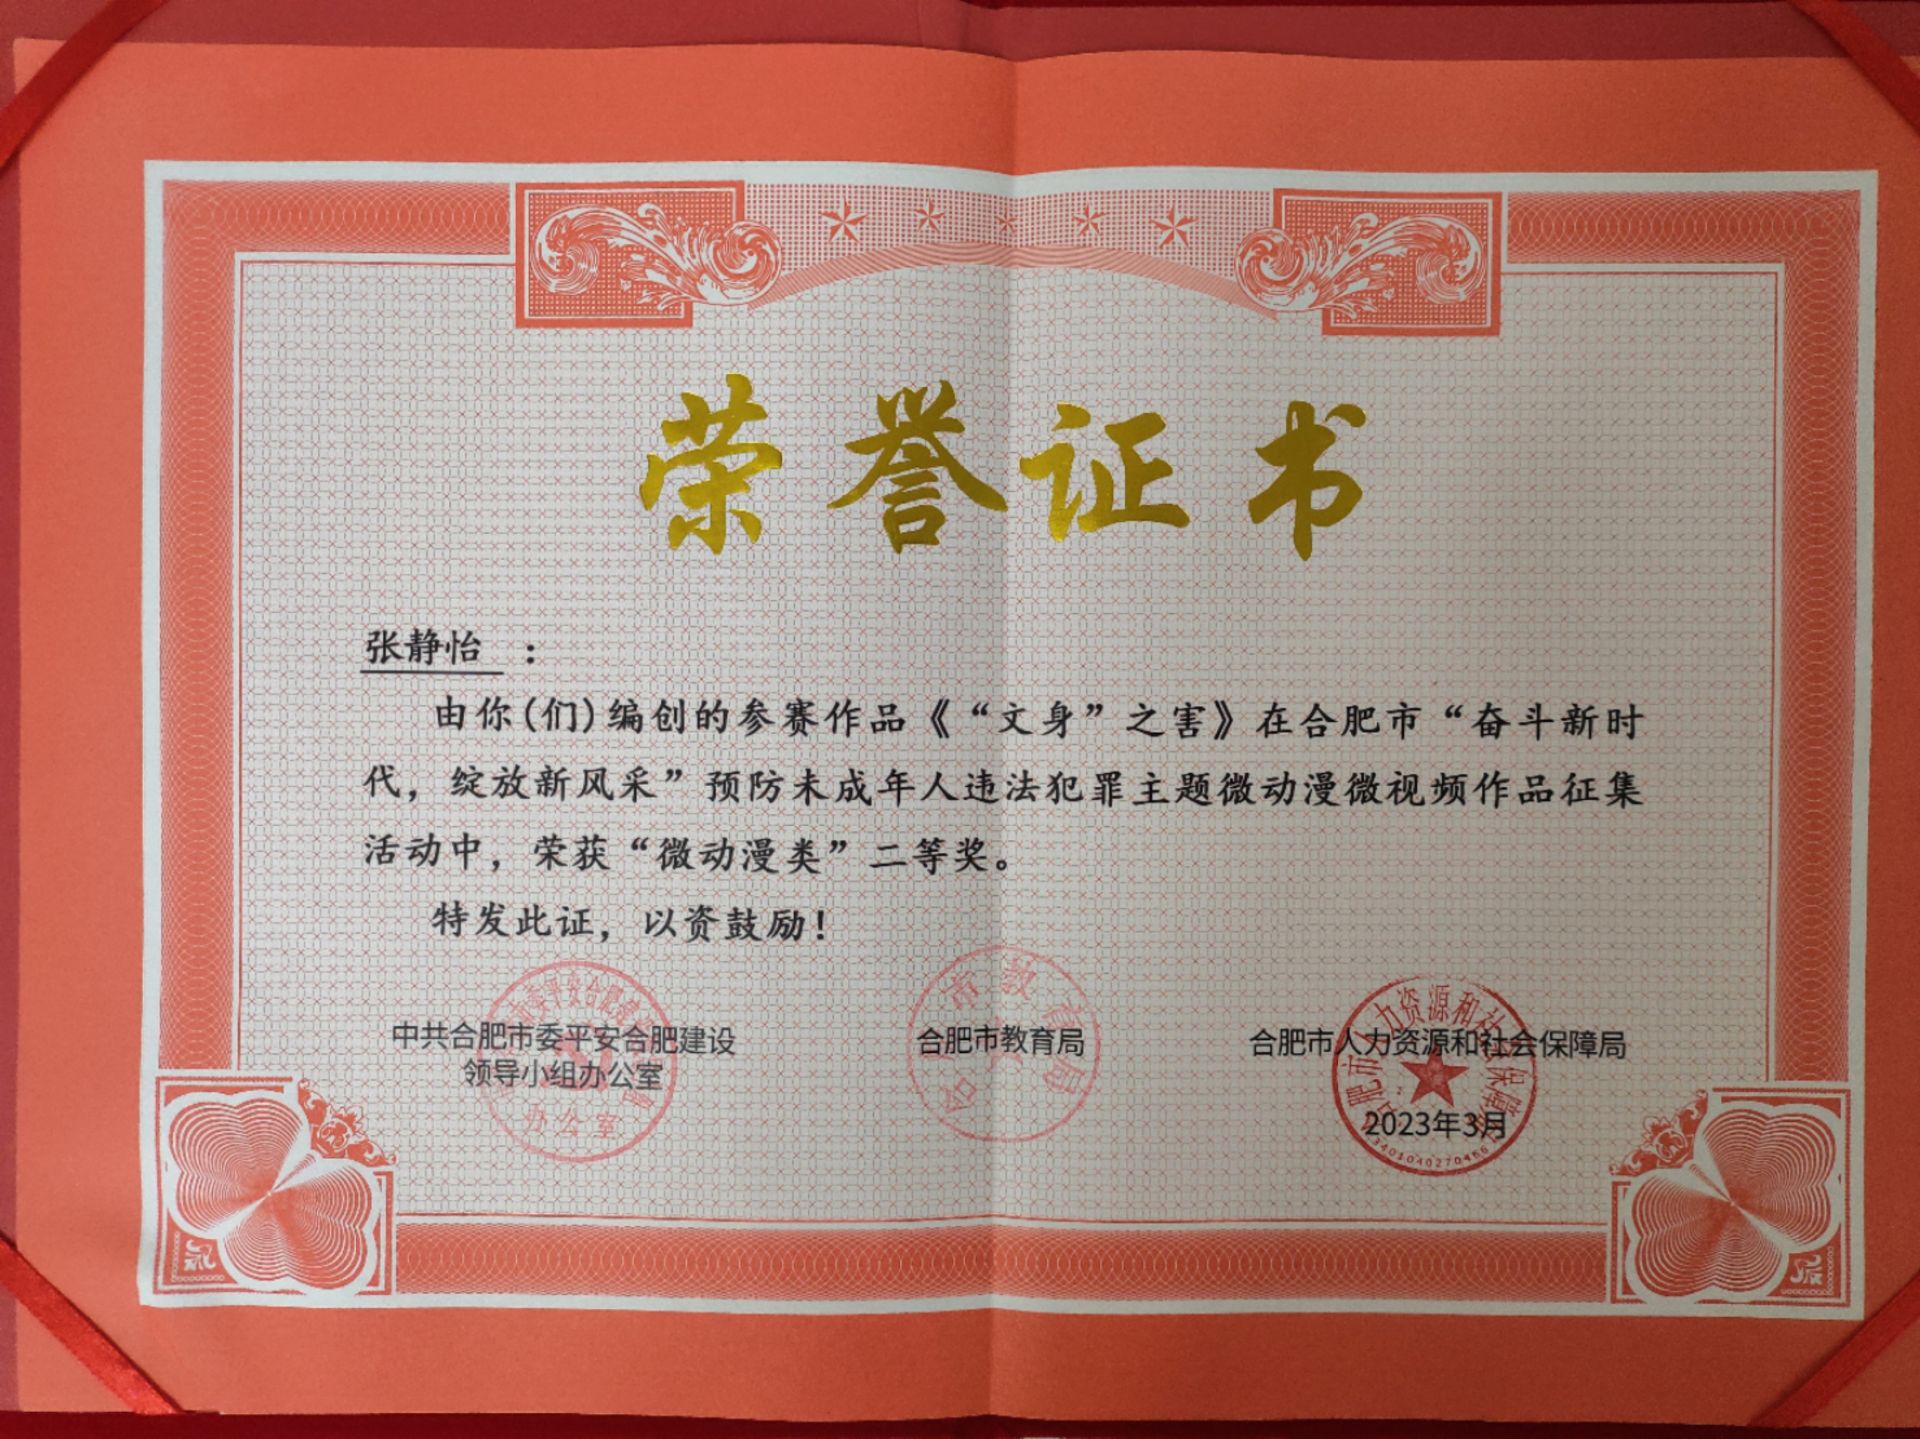 荣誉证书
张静怡 :
由你(们)编创的参赛作品《“文身”之害》在合肥市“奋斗新时
代，绽放新风采”预防未成年人违法犯罪主题微动漫微视频作品征集
活动中，荣获“微动漫类”二等奖。
特发此证，以资鼓励！
中共合肥市委平安合肥建设
领导小组办公室
办公室
合肥市教育局
合肥市人力资源和社会保障局
2023年3月